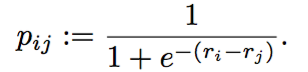 p_{ij} := \frac{1}{1 + e^{-(r_i - r_j)}}.